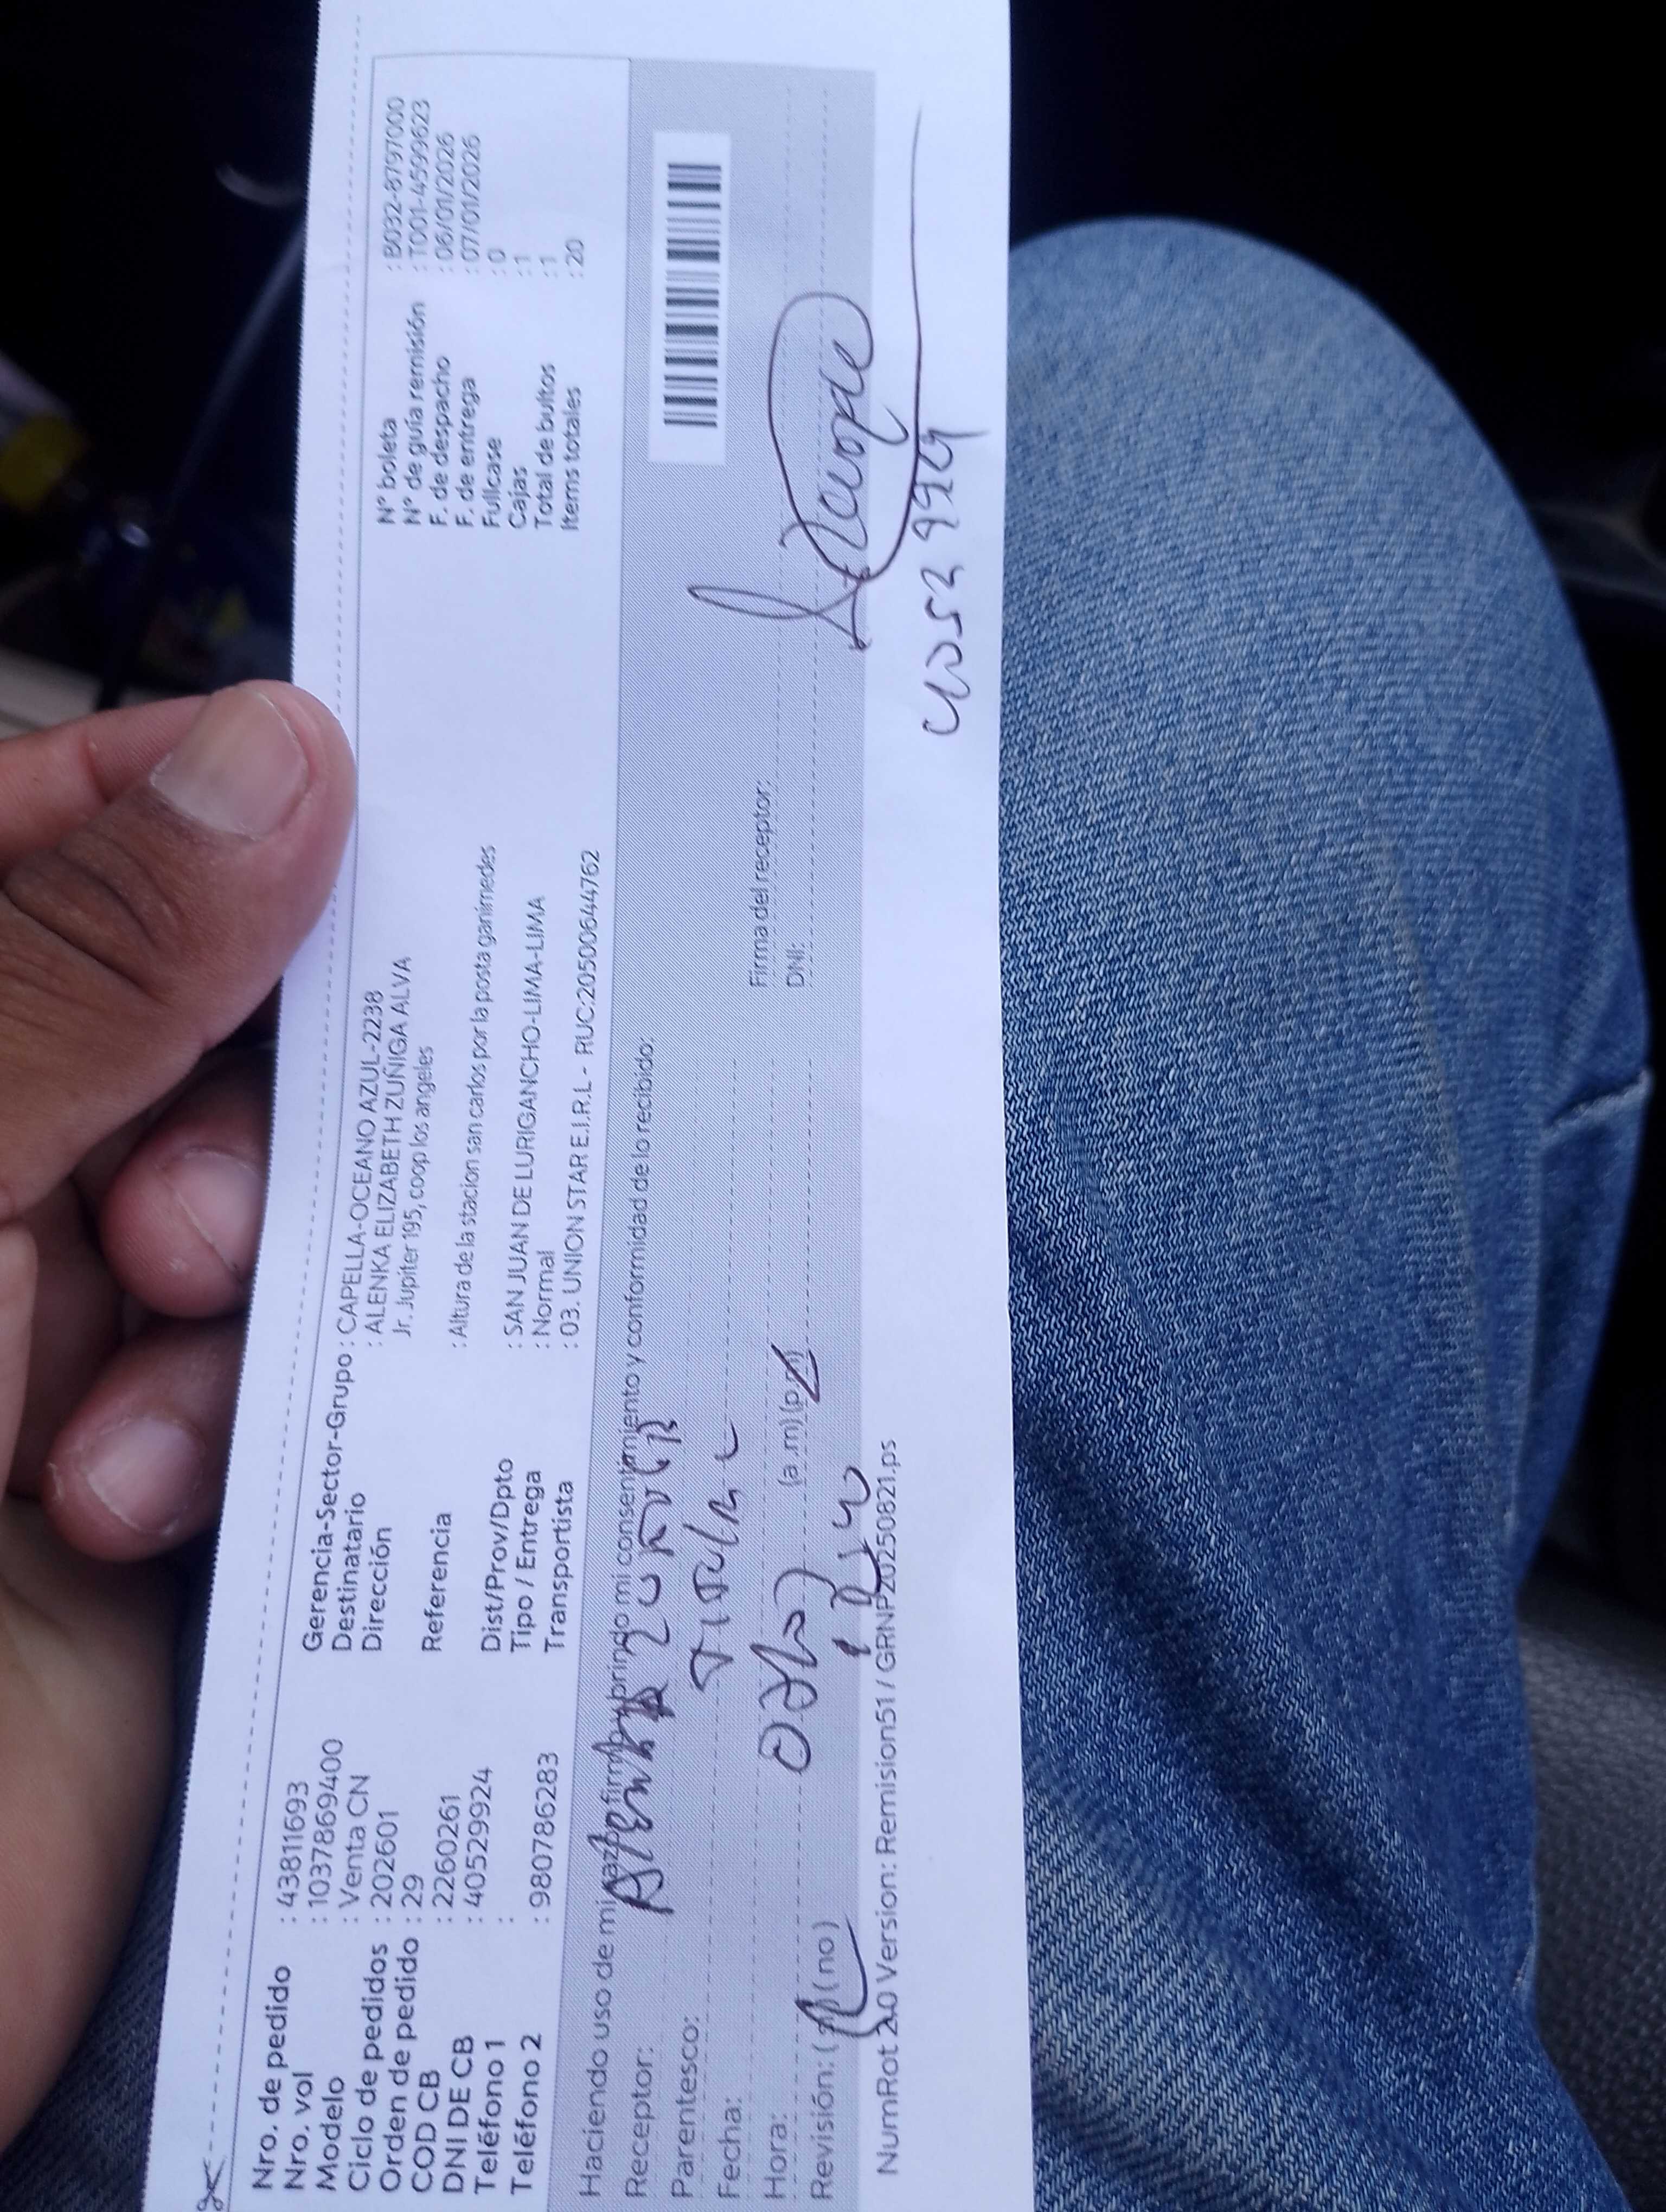 Nro. de pedido : 43811693
Nro. vol : 1037869400
Modelo : Venta CN
Ciclo de pedidos : 202601
Orden de pedido : 29
COD CB : 2260261
DNI DE CB : 40529924
Teléfono 1 :
Teléfono 2 : 980786283
Gerencia-Sector-Grupo : CAPELLA-OCEANO AZUL-2238
Destinatario : ALENKA ELIZABETH ZUÑIGA ALVA
Dirección Jr. Jupiter 195, coop los angeles
Referencia : Altura de la stacion san carlos por la posta ganimedes
Dist/Prov/Dpto : SAN JUAN DE LURIGANCHO-LIMA-LIMA
Tipo / Entrega : Normal
Transportista : 03. UNION STAR E.I.R.L - RUC:20500644762
N° boleta : B032-8797000
N° de guía remisión : T001-4599623
F. de despacho : 06/01/2026
F. de entrega : 07/01/2026
Fullcase : 0
Cajas : 1
Total de bultos : 1
Items totales : 20
Haciendo uso de mi firma y brindo mi consentimiento y conformidad de lo recibido:
Receptor: Alenka Zuñiga
Parentesco: Titular
Fecha:
Hora: (a.m) (p.m)
Revisión: (si) (no)
Firma del receptor:
DNI: 40529924
NumRot 2.0 Version: Remision51 / GRNP20250821.ps